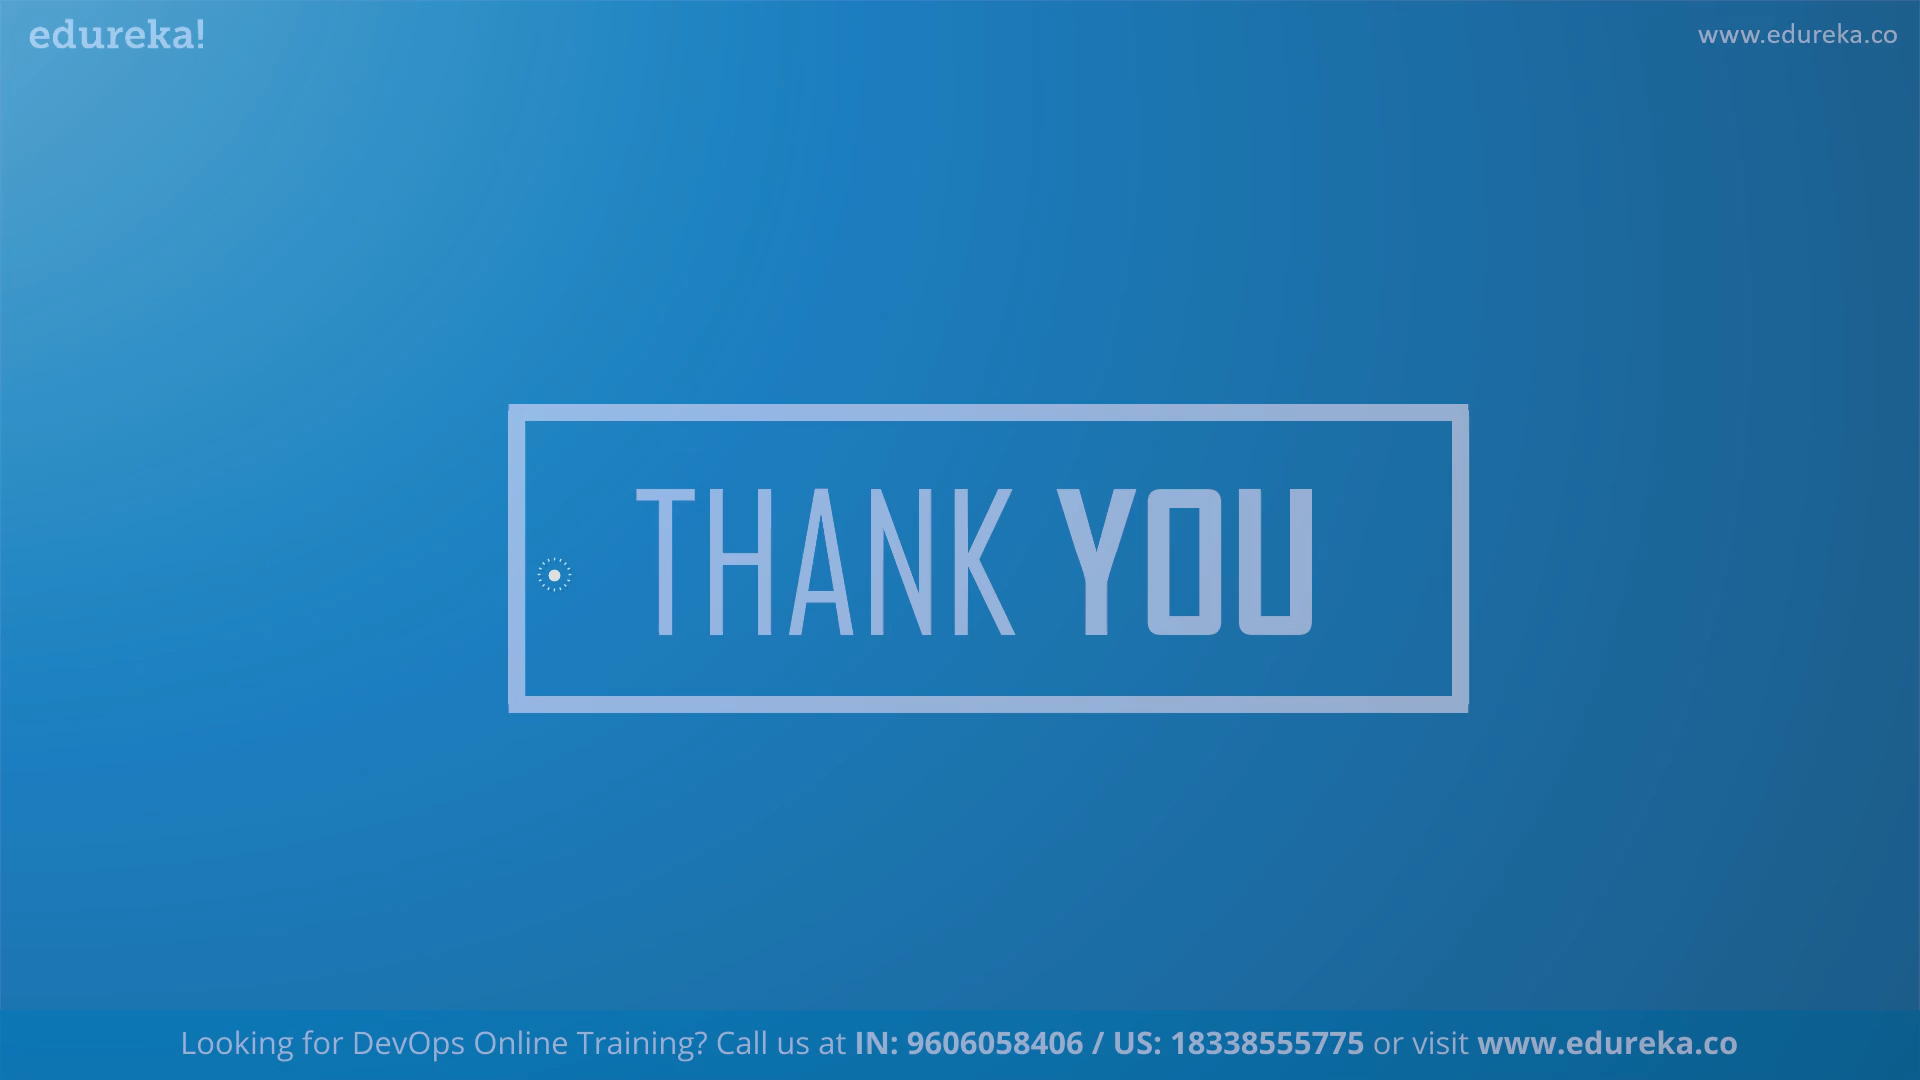 edureka!
www.edureka.co
THANK YOU
Looking for DevOps Online Training? Call us at IN: 9606058406 / US: 18338555775 or visit www.edureka.co